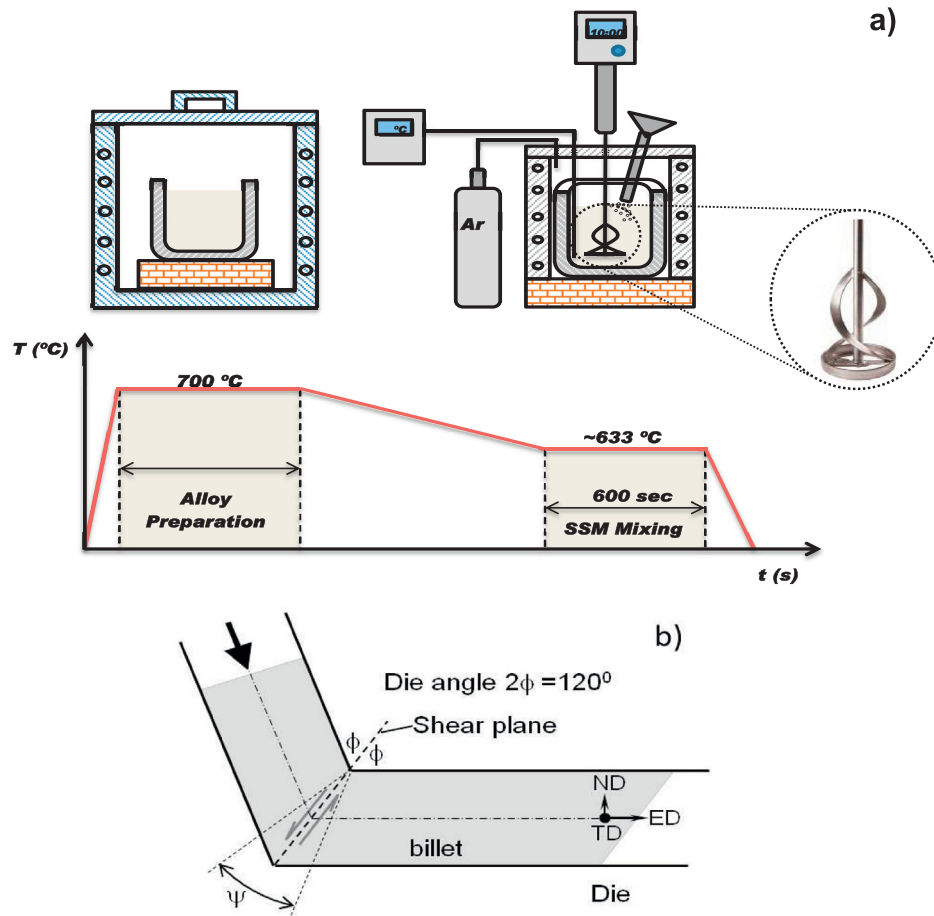 a)
10:00
ºC
Ar
T (ºC)
700 ºC
~633 ºC
Alloy
Preparation
600 sec
SSM Mixing
t (s)
b)
Die angle 2ϕ =120⁰
Shear plane
ϕ
ϕ
ND
ED
TD
billet
ψ
Die